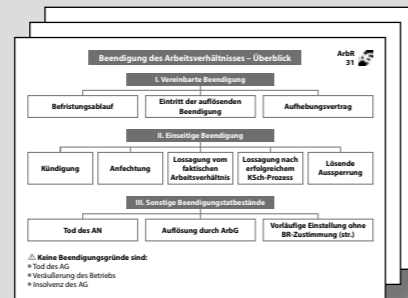 Beendigung des Arbeitsverhältnisses – Überblick
ArbR
31
I. Vereinbarte Beendigung
Befristungsablauf
Eintritt der auflösenden
Beendigung
Aufhebungsvertrag
II. Einseitige Beendigung
Kündigung
Anfechtung
Lossagung vom
faktischen
Arbeitsverhältnis
Lossagung nach
erfolgreichem
KSch-Prozess
Lösende
Aussperrung
III. Sonstige Beendigungstatbestände
Tod des AN
Auflösung durch ArbG
Vorläufige Einstellung ohne
BR-Zustimmung (str.)
⚠ Keine Beendigungsgründe sind:
* Tod des AG
* Veräußerung des Betriebs
* Insolvenz des AG